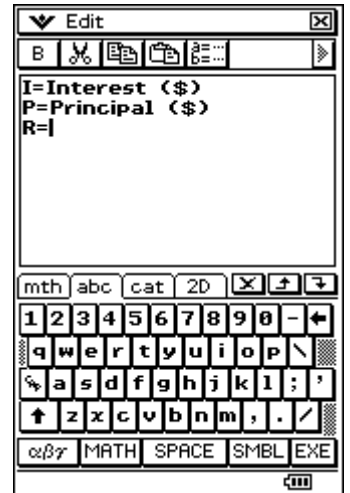 Edit
B
I=Interest ($)
P=Principal ($)
R=
mth abc cat 2D
1 2 3 4 5 6 7 8 9 0 -
q w e r t y u i o p \
a s d f g h j k l ; '
z x c v b n m , . /
αβγ MATH SPACE SMBL EXE